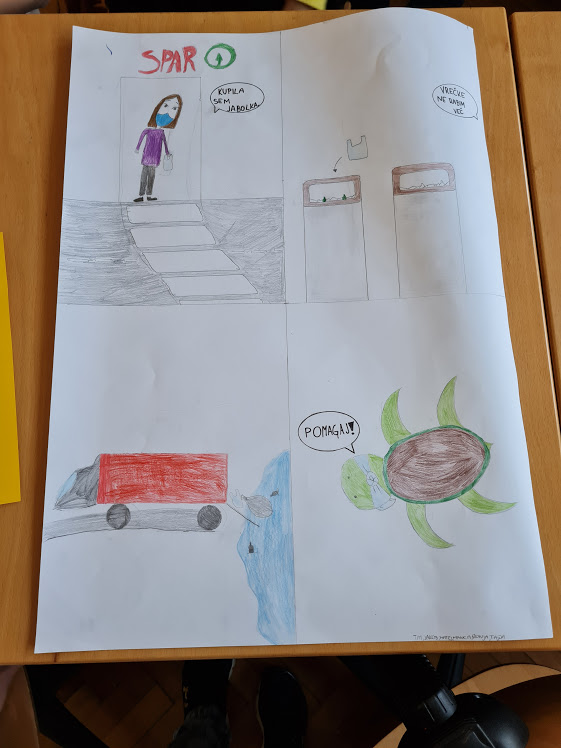 SPAR
KUPILA
SEM
JABOLKA
VREČKE
NE RABIM
VEČ
POMAGAJ!